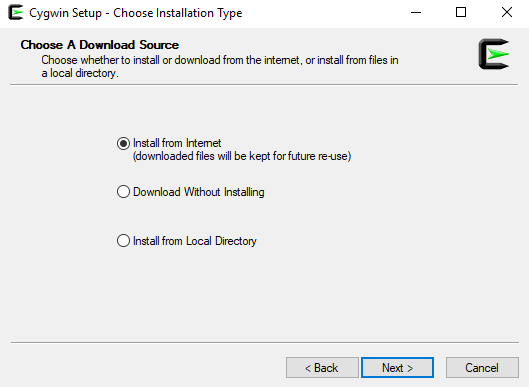 Cygwin Setup - Choose Installation Type
Choose A Download Source
Choose whether to install or download from the internet, or install from files in
a local directory.
Install from Internet
(downloaded files will be kept for future re-use)
Download Without Installing
Install from Local Directory
< Back
Next >
Cancel